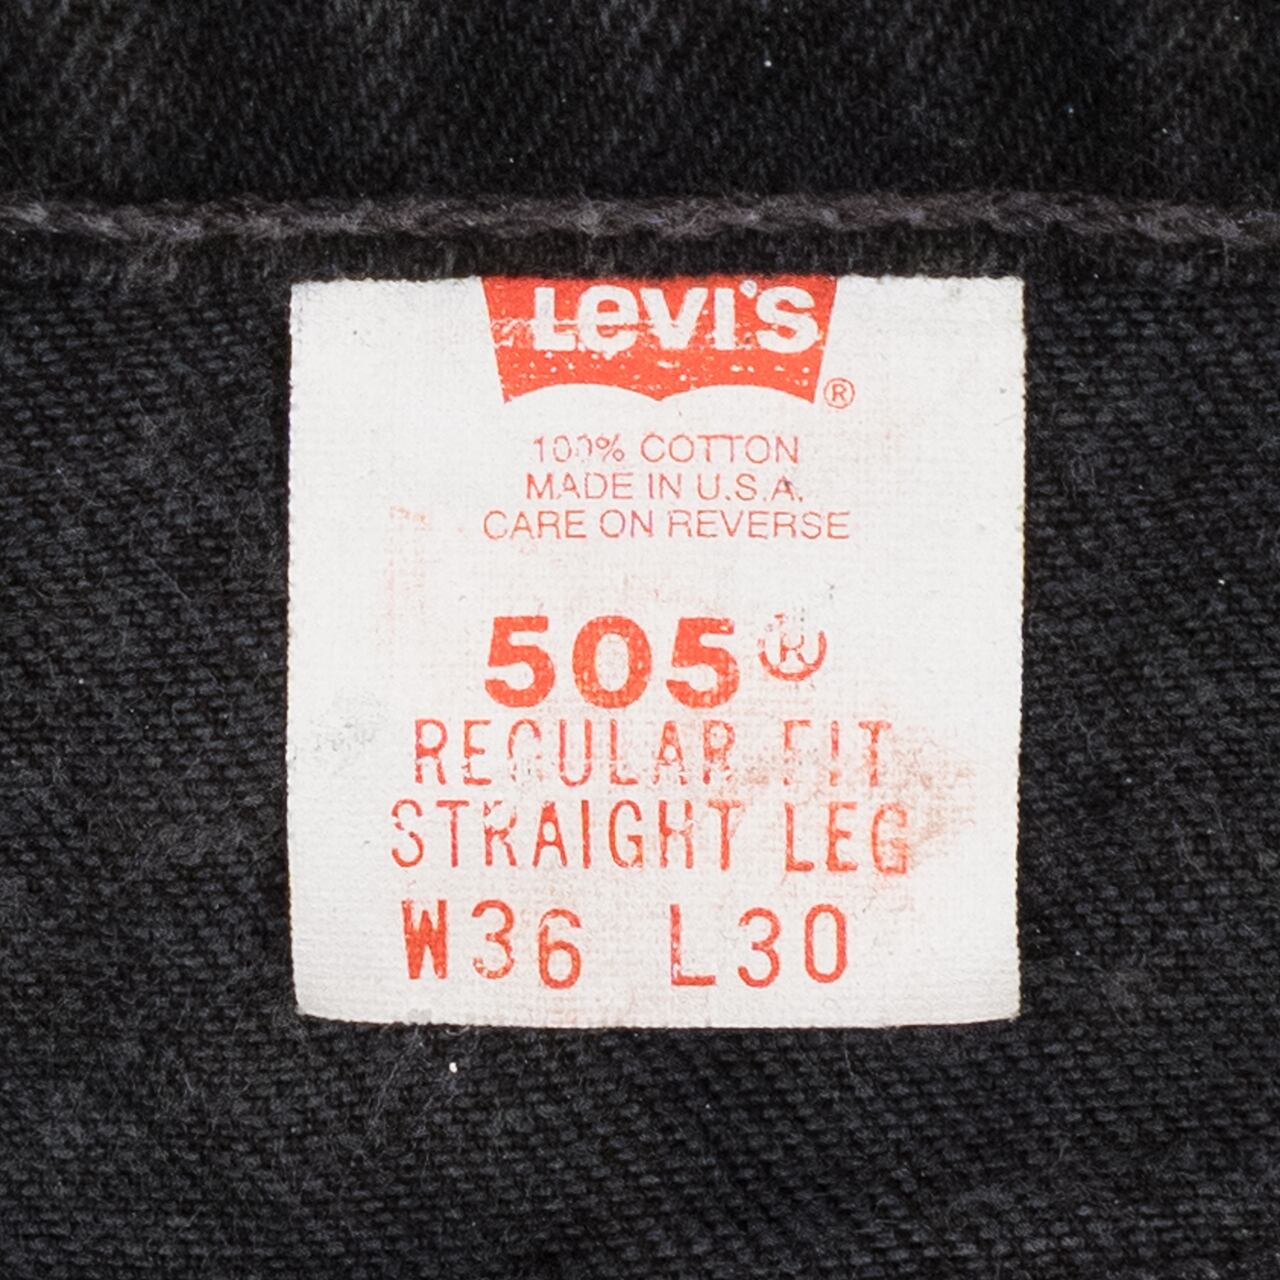 Levi's
®
100% COTTON
MADE IN U.S.A.
CARE ON REVERSE
505®
REGULAR FIT
STRAIGHT LEG
W36 L30